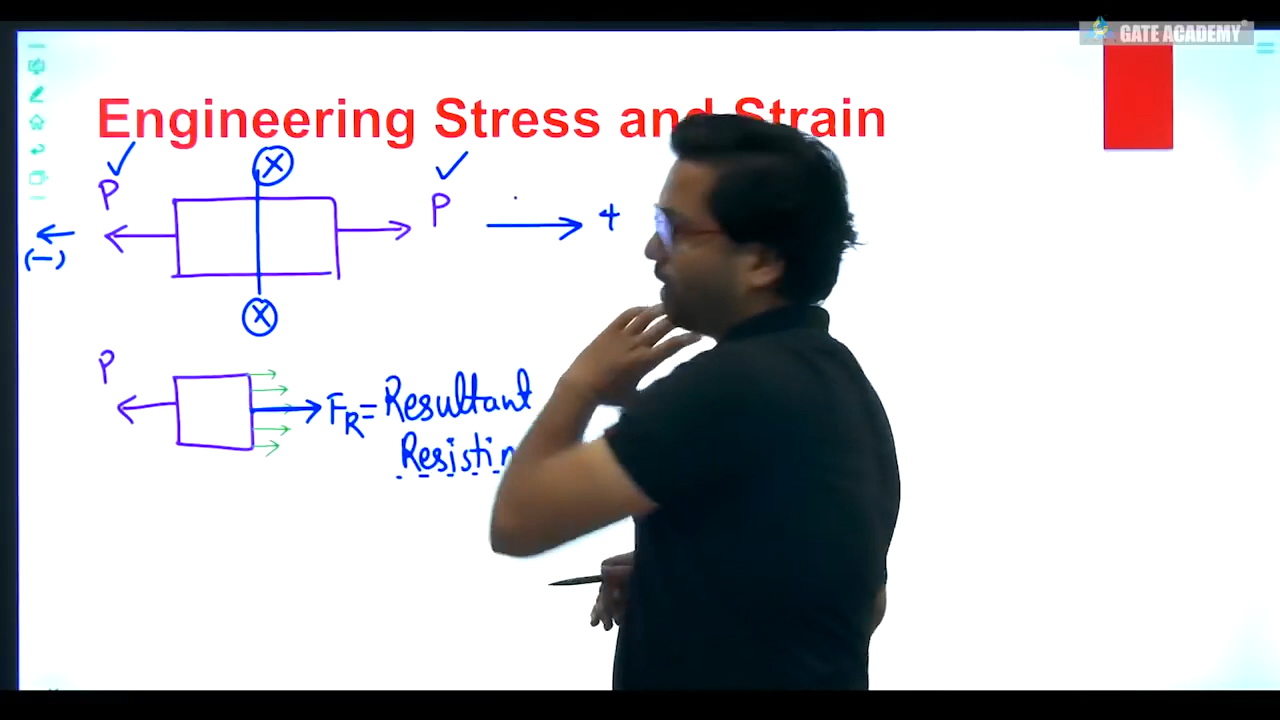 GATE ACADEMY
Engineering Stress and Strain
X
P
P
+
(-)
X
P
F_R = Resultant
Resistin